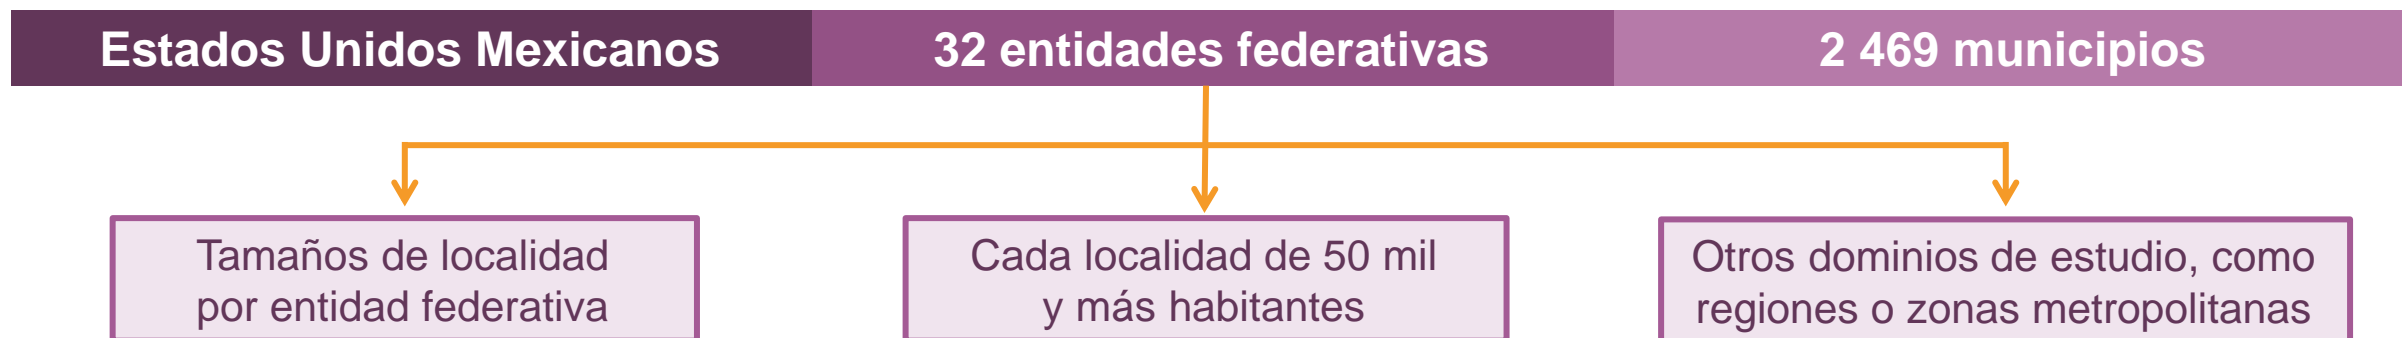 Estados Unidos Mexicanos
32 entidades federativas
2 469 municipios
Tamaños de localidad
por entidad federativa
Cada localidad de 50 mil
y más habitantes
Otros dominios de estudio, como
regiones o zonas metropolitanas